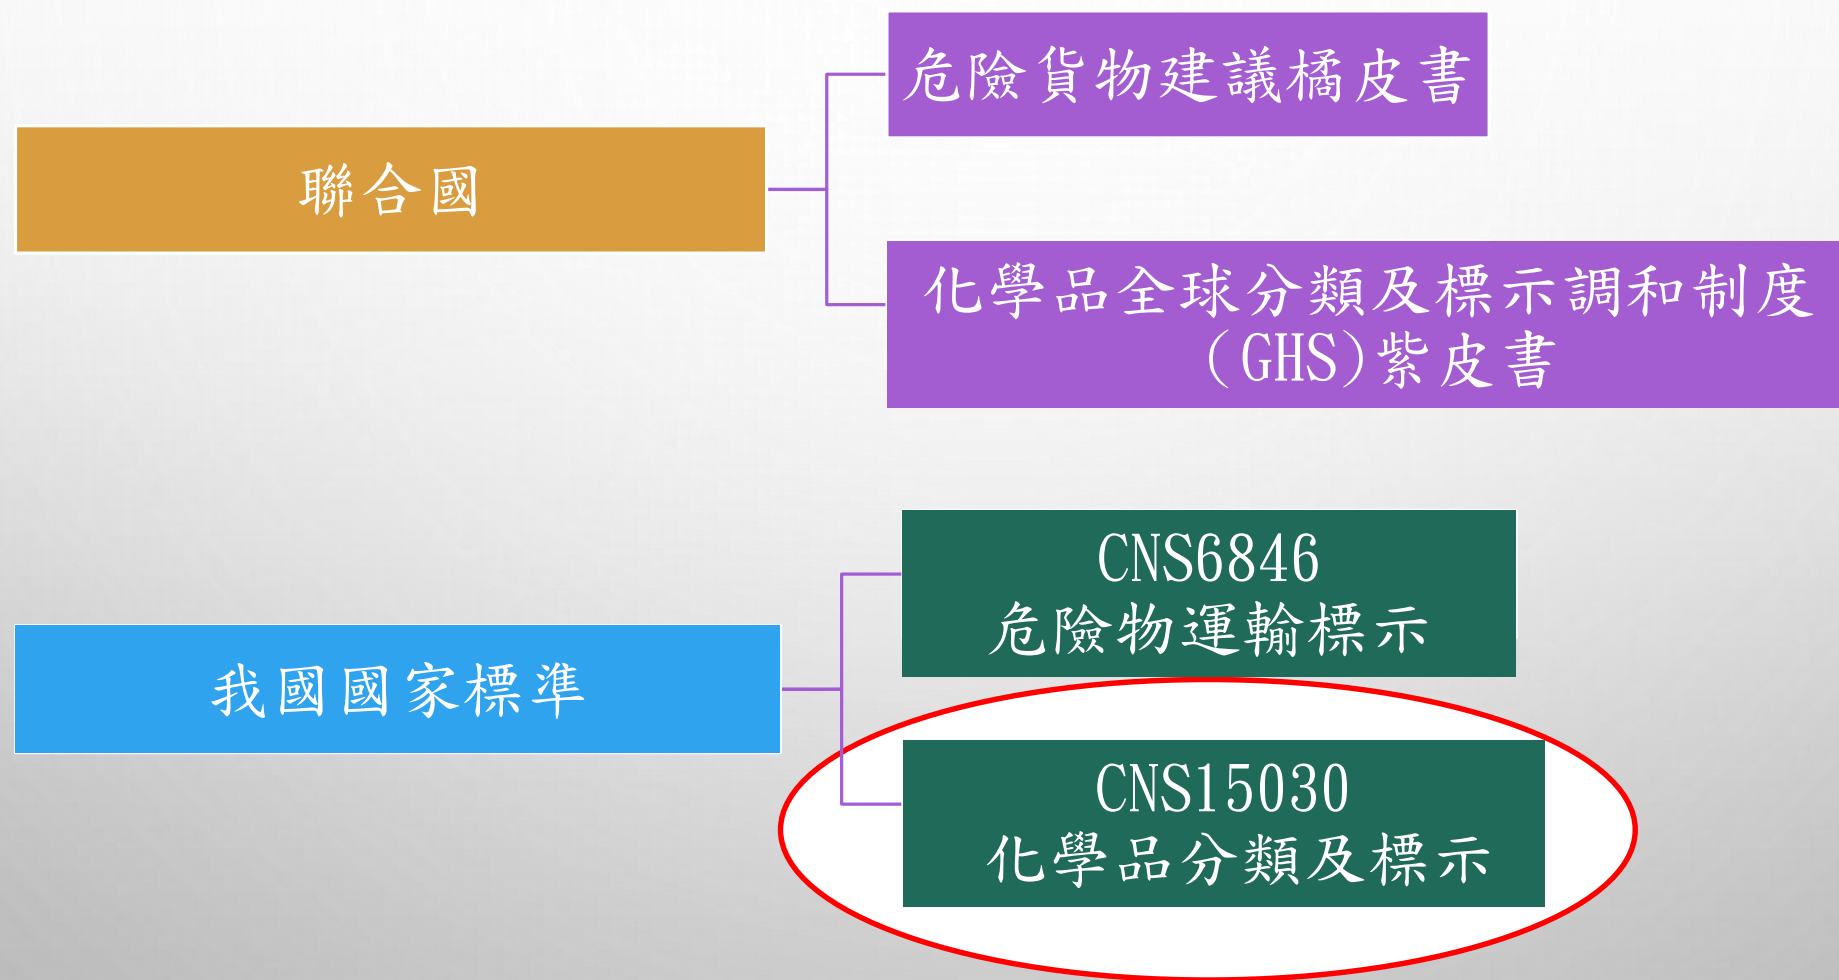 聯合國
危險貨物建議橘皮書
化學品全球分類及標示調和制度
(GHS)紫皮書
我國國家標準
CNS6846
危險物運輸標示
CNS15030
化學品分類及標示